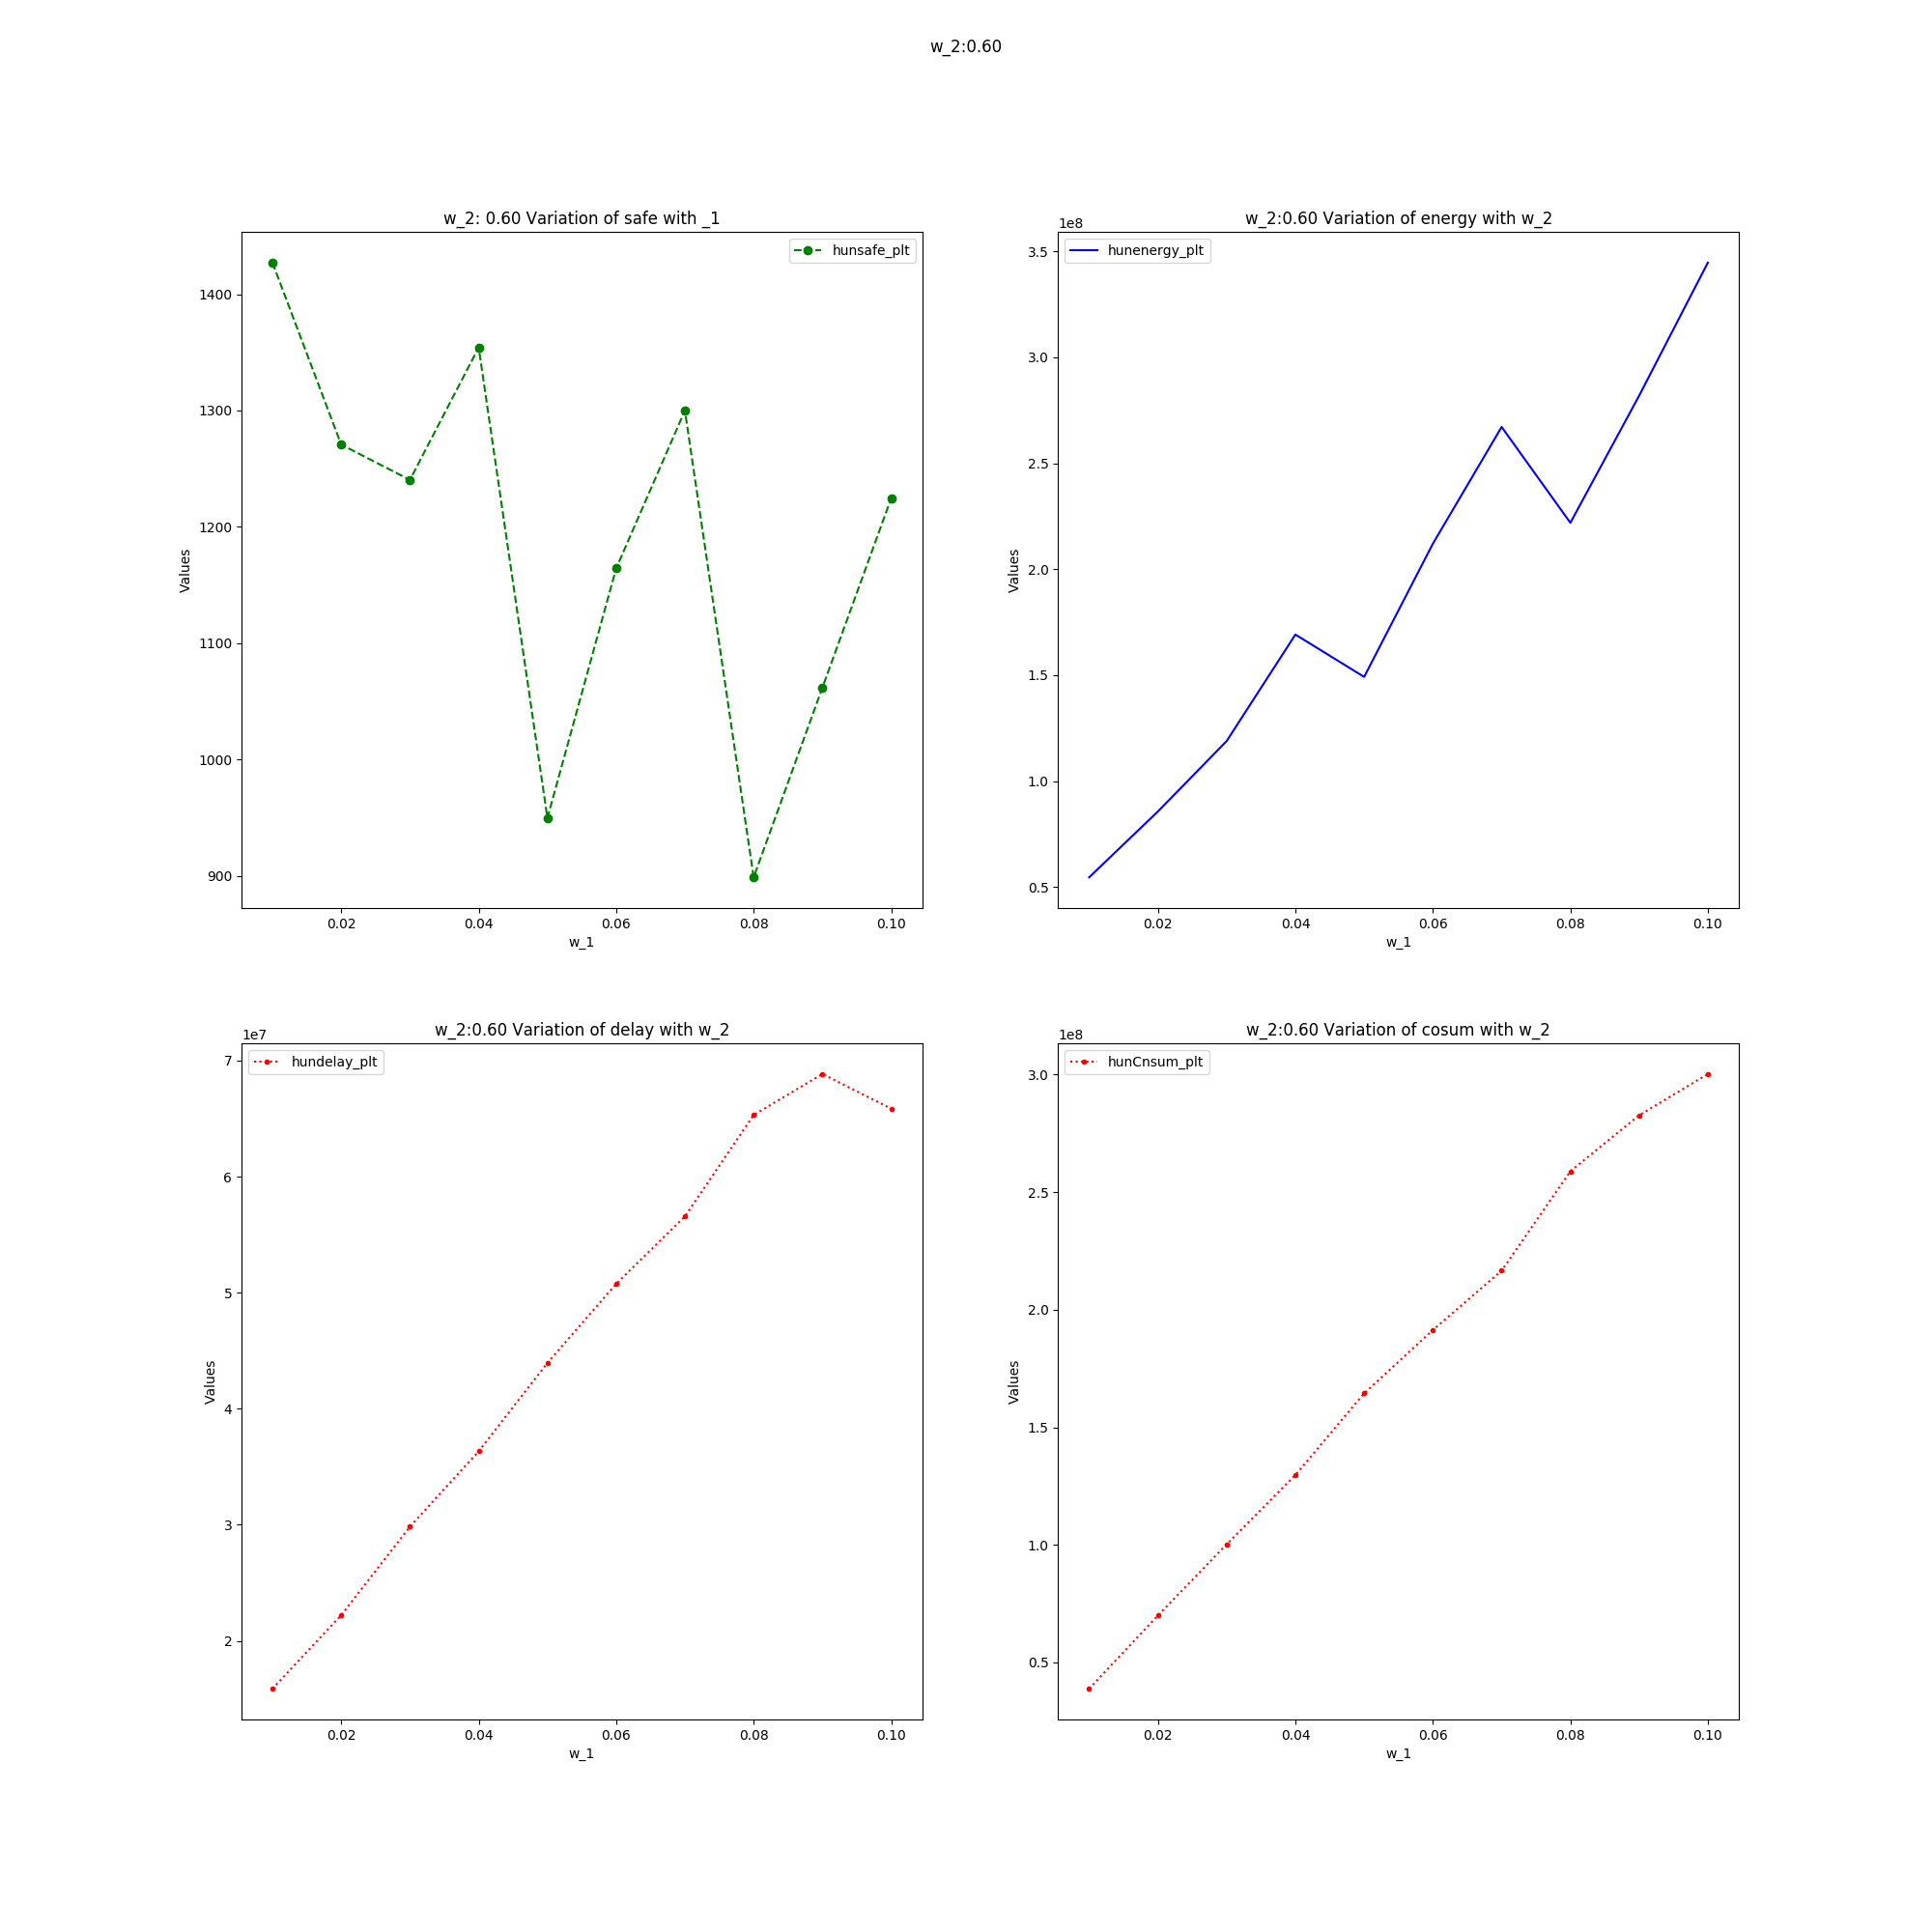 w_2:0.60
w_2: 0.60 Variation of safe with _1
hunsafe_plt
1400
1300
1200
1100
1000
900
Values
0.02 0.04 0.06 0.08 0.10
w_1
w_2:0.60 Variation of energy with w_2
1e8
hunenergy_plt
3.5
3.0
2.5
2.0
1.5
1.0
0.5
Values
0.02 0.04 0.06 0.08 0.10
w_1
w_2:0.60 Variation of delay with w_2
1e7
hundelay_plt
7
6
5
4
3
2
Values
0.02 0.04 0.06 0.08 0.10
w_1
w_2:0.60 Variation of cosum with w_2
1e8
hunCnsum_plt
3.0
2.5
2.0
1.5
1.0
0.5
Values
0.02 0.04 0.06 0.08 0.10
w_1